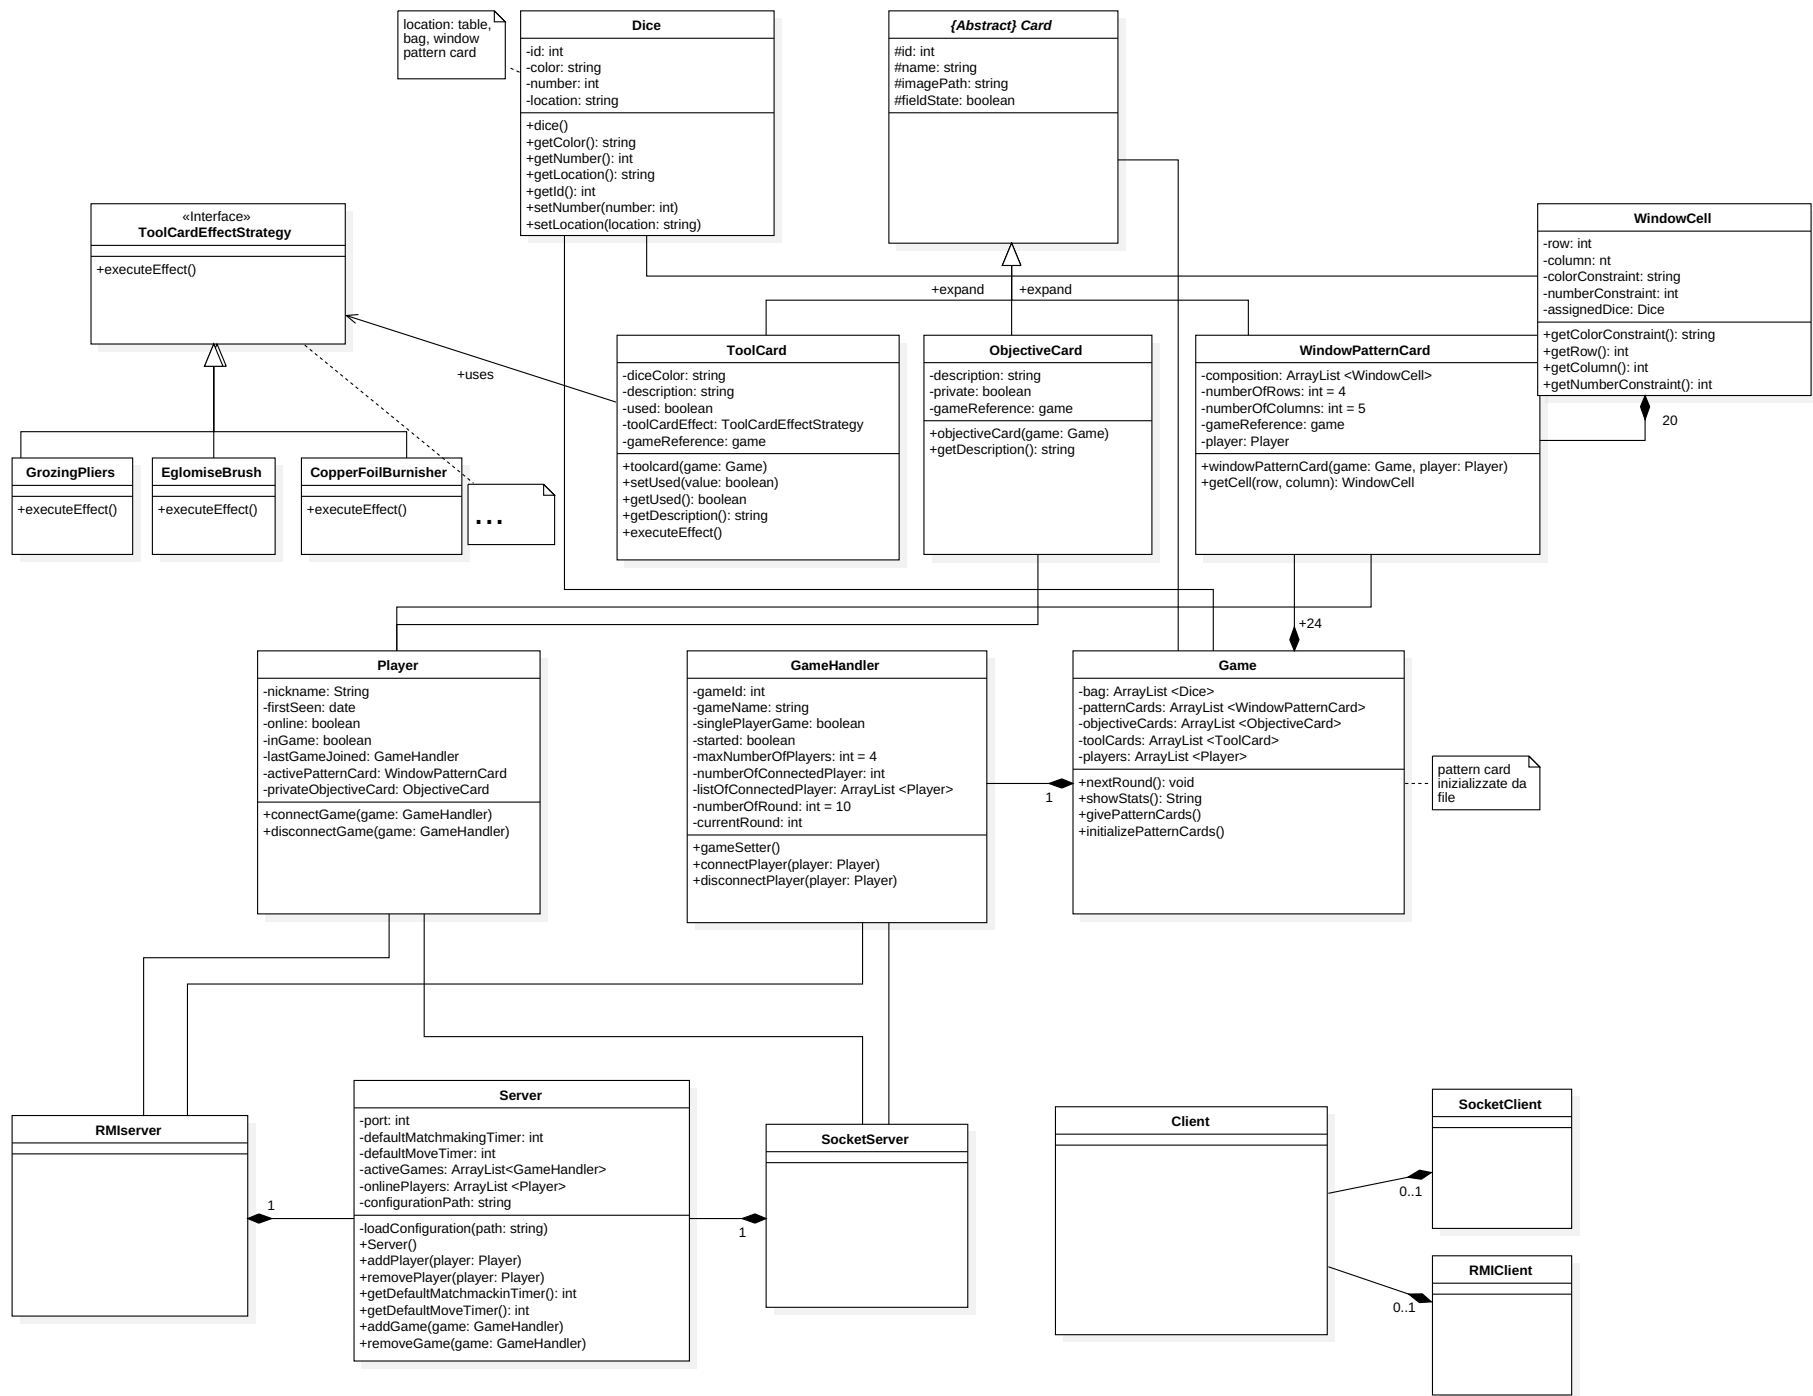 location: table,
bag, window
pattern card
Dice
-id: int
-color: string
-number: int
-location: string
+dice()
+getColor(): string
+getNumber(): int
+getLocation(): string
+getId(): int
+setNumber(number: int)
+setLocation(location: string)
{Abstract} Card
#id: int
#name: string
#imagePath: string
#fieldState: boolean
«Interface»
ToolCardEffectStrategy
+executeEffect()
WindowCell
-row: int
-column: nt
-colorConstraint: string
-numberConstraint: int
-assignedDice: Dice
+getColorConstraint(): string
+getRow(): int
+getColumn(): int
+getNumberConstraint(): int
+expand
+expand
+uses
20
ToolCard
-diceColor: string
-description: string
-used: boolean
-toolCardEffect: ToolCardEffectStrategy
-gameReference: game
+toolcard(game: Game)
+setUsed(value: boolean)
+getUsed(): boolean
+getDescription(): string
+executeEffect()
ObjectiveCard
-description: string
-private: boolean
-gameReference: game
+objectiveCard(game: Game)
+getDescription(): string
WindowPatternCard
-composition: ArrayList <WindowCell>
-numberOfRows: int = 4
-numberOfColumns: int = 5
-gameReference: game
-player: Player
+windowPatternCard(game: Game, player: Player)
+getCell(row, column): WindowCell
GrozingPliers
+executeEffect()
EglomiseBrush
+executeEffect()
CopperFoilBurnisher
+executeEffect()
...
+24
Player
-nickname: String
-firstSeen: date
-online: boolean
-inGame: boolean
-lastGameJoined: GameHandler
-activePatternCard: WindowPatternCard
-privateObjectiveCard: ObjectiveCard
+connectGame(game: GameHandler)
+disconnectGame(game: GameHandler)
GameHandler
-gameId: int
-gameName: string
-singlePlayerGame: boolean
-started: boolean
-maxNumberOfPlayers: int = 4
-numberOfConnectedPlayer: int
-listOfConnectedPlayer: ArrayList <Player>
-numberOfRound: int = 10
-currentRound: int
+gameSetter()
+connectPlayer(player: Player)
+disconnectPlayer(player: Player)
1
Game
-bag: ArrayList <Dice>
-patternCards: ArrayList <WindowPatternCard>
-objectiveCards: ArrayList <ObjectiveCard>
-toolCards: ArrayList <ToolCard>
-players: ArrayList <Player>
+nextRound(): void
+showStats(): String
+givePatternCards()
+initializePatternCards()
pattern card
inizializzate da
file
RMIserver
1
Server
-port: int
-defaultMatchmakingTimer: int
-defaultMoveTimer: int
-activeGames: ArrayList<GameHandler>
-onlinePlayers: ArrayList <Player>
-configurationPath: string
-loadConfiguration(path: string)
+Server()
+addPlayer(player: Player)
+removePlayer(player: Player)
+getDefaultMatchmackinTimer(): int
+getDefaultMoveTimer(): int
+addGame(game: GameHandler)
+removeGame(game: GameHandler)
1
SocketServer
Client
SocketClient
0..1
RMIClient
0..1